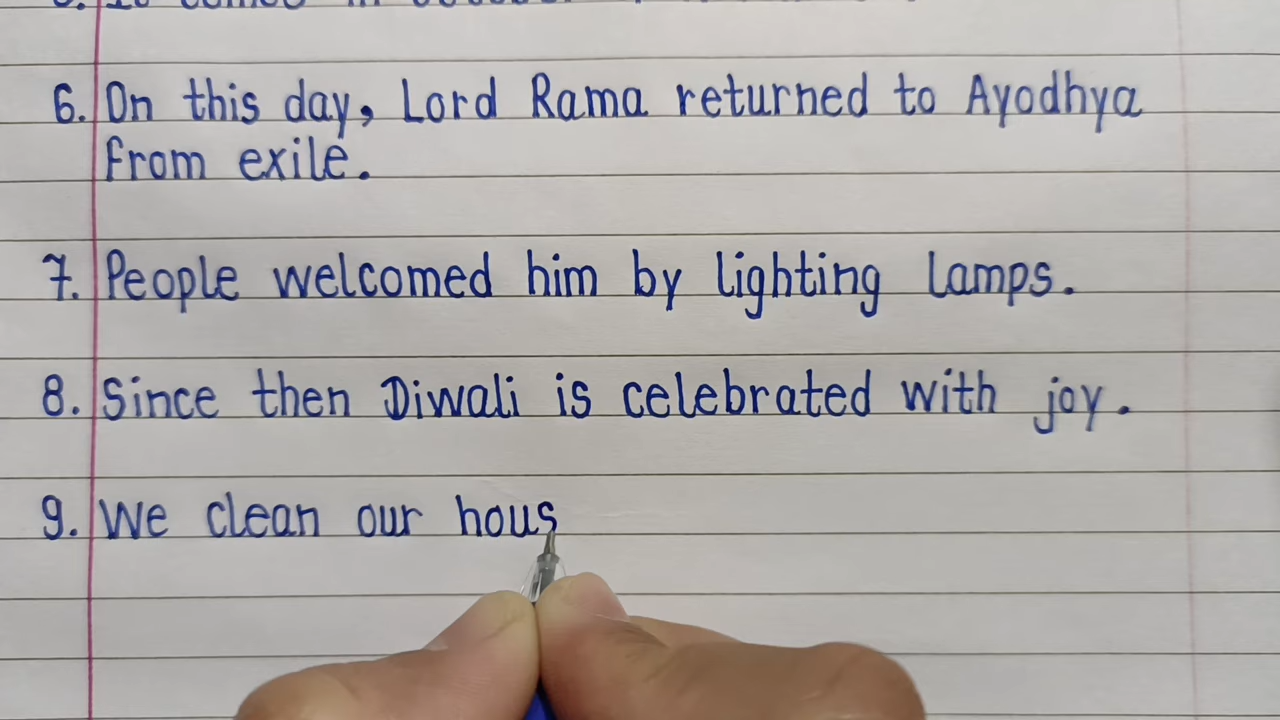 6. On this day, Lord Rama returned to Ayodhya
from exile.
7. People welcomed him by lighting lamps.
8. Since then Diwali is celebrated with joy.
9. We clean our hous